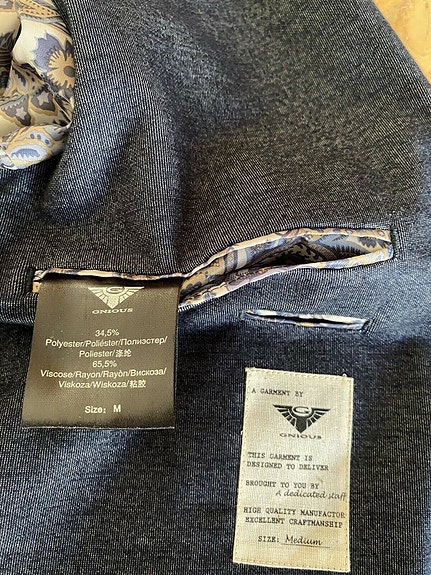 GNIOUS
34,5%
Polyester/Poliéster/Полиэстер/
Poliester/涤纶
65,5%
Viscose/Rayon/Rayòn/Вискоза/
Viskoza/Wiskoza/粘胶
Size: M
A GARMENT BY
GNIOUS
THIS GARMENT IS
DESIGNED TO DELIVER
BROUGHT TO YOU BY
A dedicated staff
HIGH QUALITY MANUFACTOR
EXCELLENT CRAFTMANSHIP
SIZE: Medium